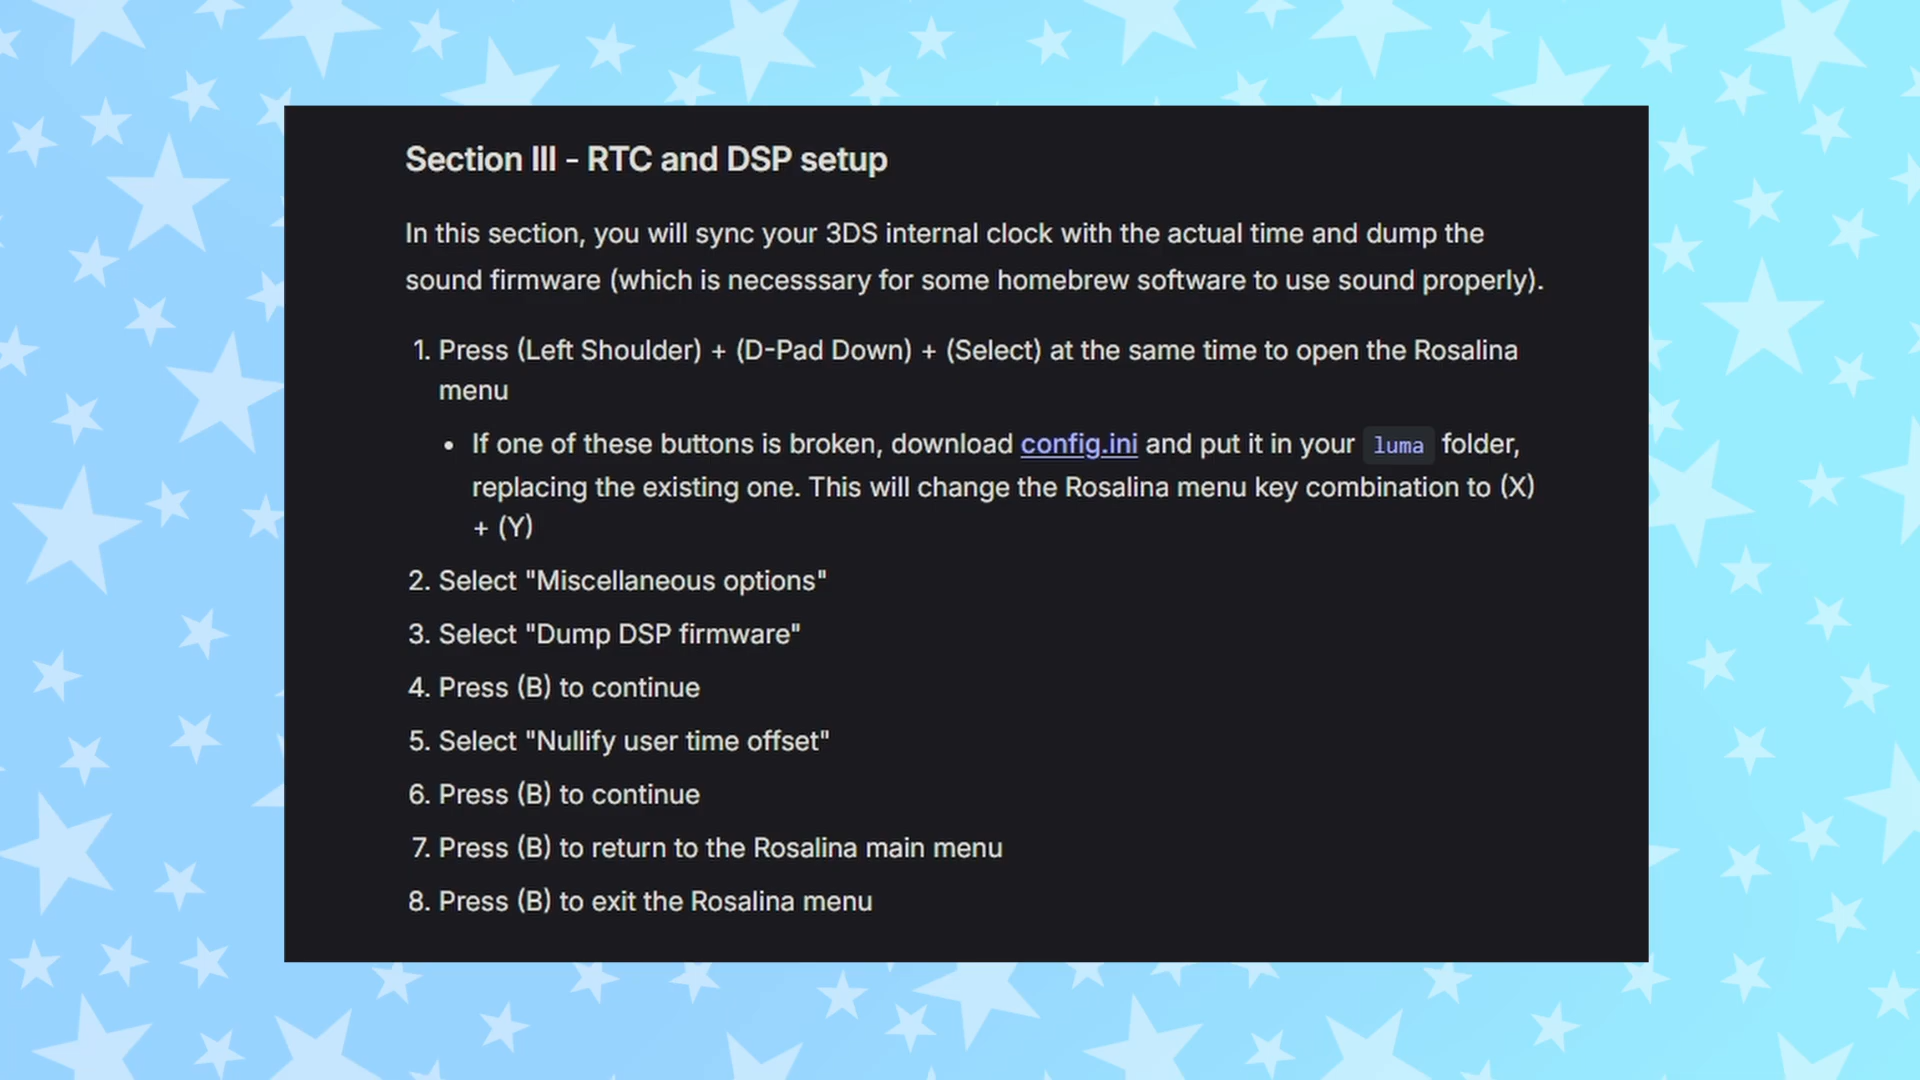 Section III - RTC and DSP setup
In this section, you will sync your 3DS internal clock with the actual time and dump the
sound firmware (which is necesssary for some homebrew software to use sound properly).
1. Press (Left Shoulder) + (D-Pad Down) + (Select) at the same time to open the Rosalina
menu
• If one of these buttons is broken, download config.ini and put it in your luma folder,
replacing the existing one. This will change the Rosalina menu key combination to (X)
+ (Y)
2. Select "Miscellaneous options"
3. Select "Dump DSP firmware"
4. Press (B) to continue
5. Select "Nullify user time offset"
6. Press (B) to continue
7. Press (B) to return to the Rosalina main menu
8. Press (B) to exit the Rosalina menu